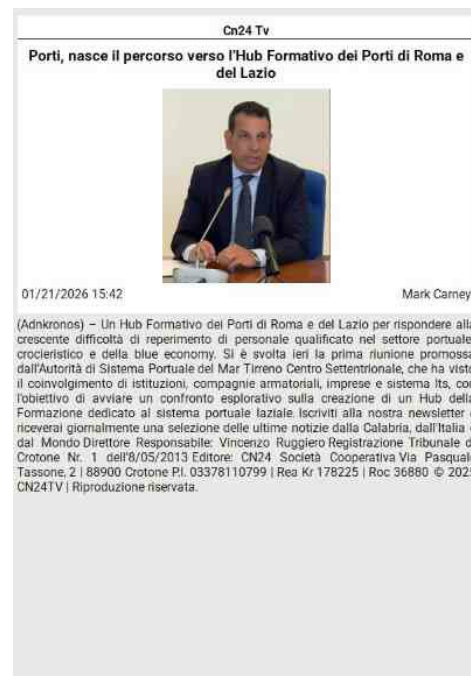 Cn24 Tv
Porti, nasce il percorso verso l'Hub Formativo dei Porti di Roma e
del Lazio
01/21/2026 15:42 Mark Carney
(Adnkronos) – Un Hub Formativo dei Porti di Roma e del Lazio per rispondere alla
crescente difficoltà di reperimento di personale qualificato nel settore portuale,
crocieristico e della blue economy. Si è svolta ieri la prima riunione promossa
dall'Autorità di Sistema Portuale del Mar Tirreno Centro Settentrionale, che ha visto
il coinvolgimento di istituzioni, compagnie armatoriali, imprese e sistema Its, con
l'obiettivo di avviare un confronto esplorativo sulla creazione di un Hub della
Formazione dedicato al sistema portuale laziale. Iscriviti alla nostra newsletter
riceverai giornalmente una selezione delle ultime notizie dalla Calabria, dall'Italia
dal Mondo Direttore Responsabile: Vincenzo Ruggiero Registrazione Tribunale di
Crotone Nr. 1 dell'8/05/2013 Editore: CN24 Società Cooperativa Via Pasquale
Tassone, 2 | 88900 Crotone P.I. 03378110799 | Rea Kr 178225 | Roc 36880 © 2025
CN24TV | Riproduzione riservata.